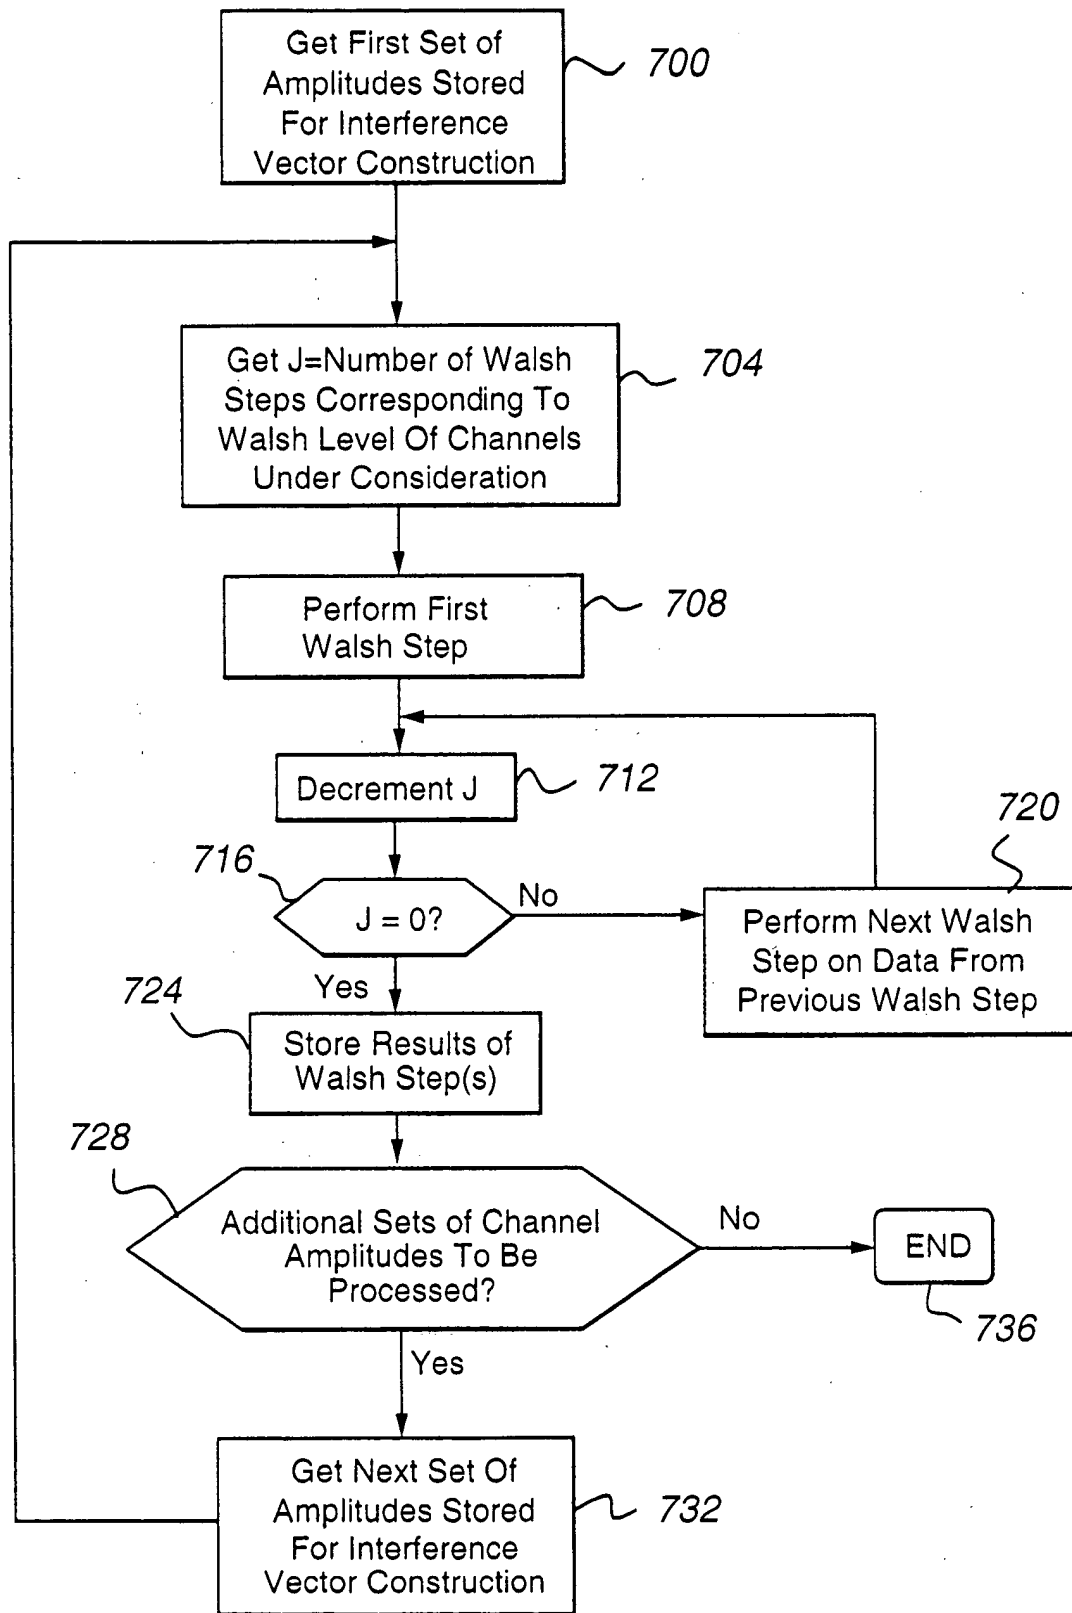 Get First Set of
Amplitudes Stored
For Interference
Vector Construction
700
Get J=Number of Walsh
Steps Corresponding To
Walsh Level Of Channels
Under Consideration
704
Perform First
Walsh Step
708
Decrement J
712
716
J = 0?
No
720
Perform Next Walsh
Step on Data From
Previous Walsh Step
Yes
724
Store Results of
Walsh Step(s)
728
Additional Sets of Channel
Amplitudes To Be
Processed?
No
END
736
Yes
Get Next Set Of
Amplitudes Stored
For Interference
Vector Construction
732